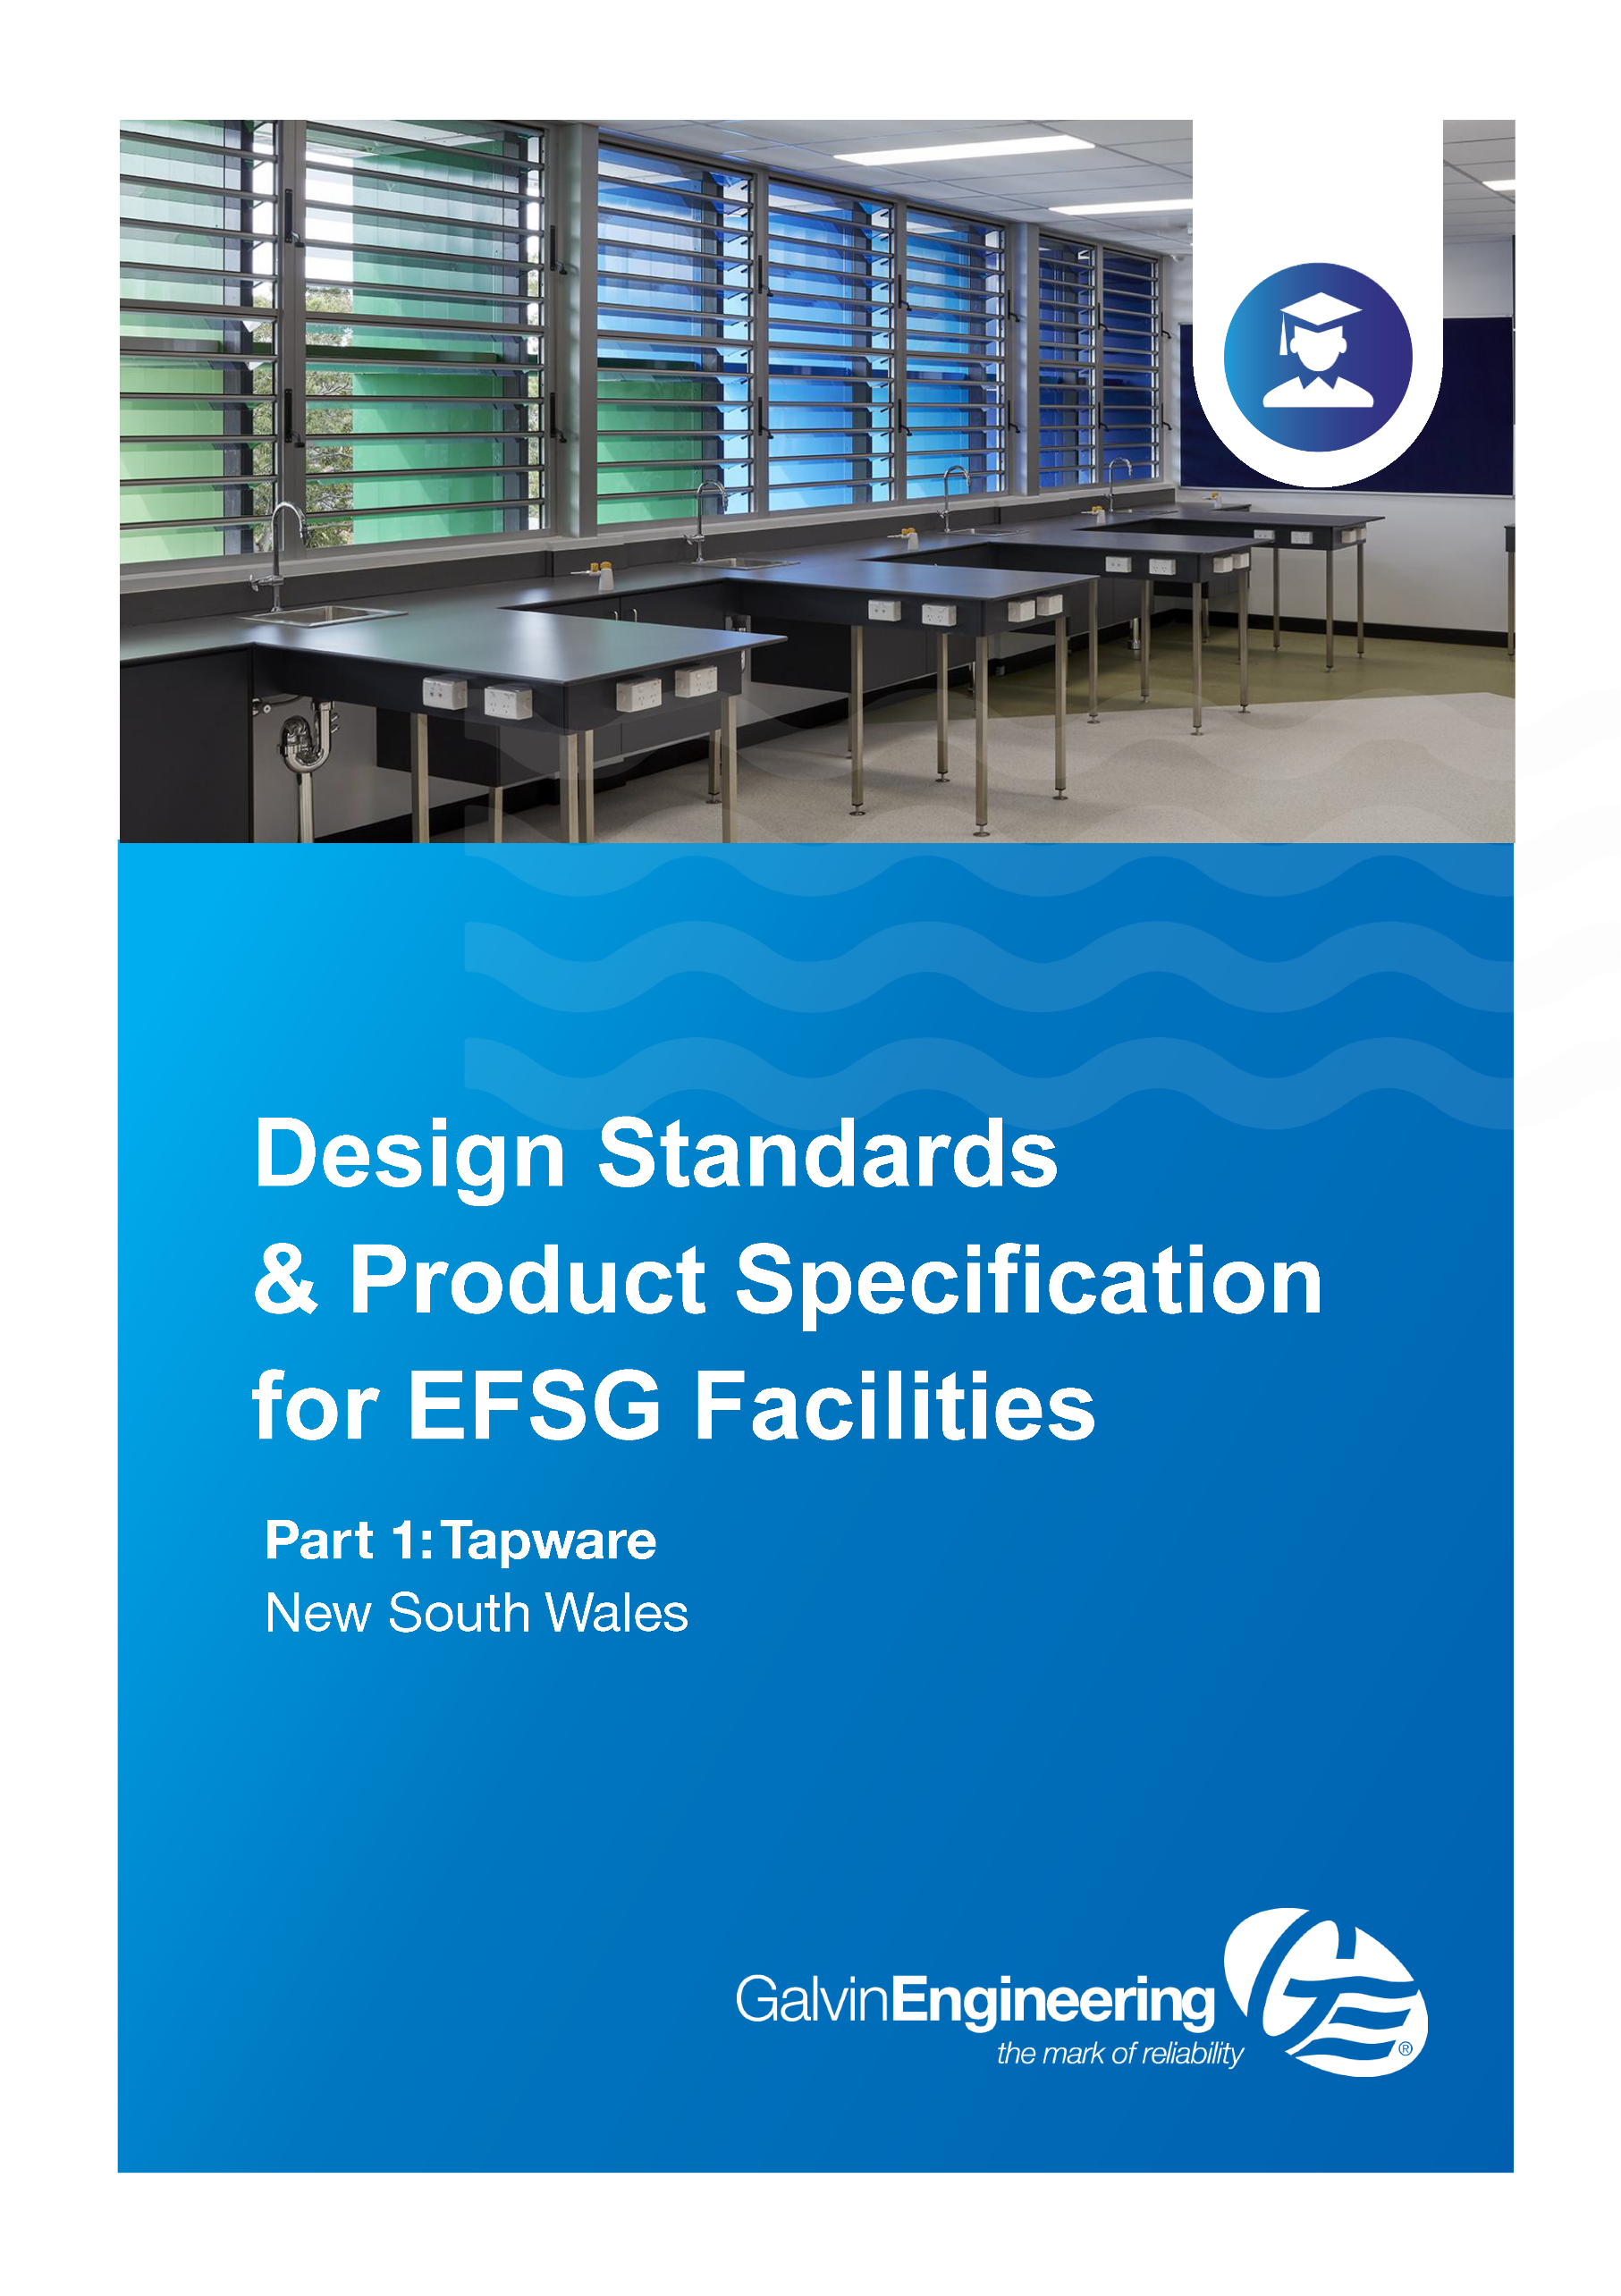 Design Standards
& Product Specification
for EFSG Facilities
Part 1: Tapware
New South Wales
GalvinEngineering
the mark of reliability
®